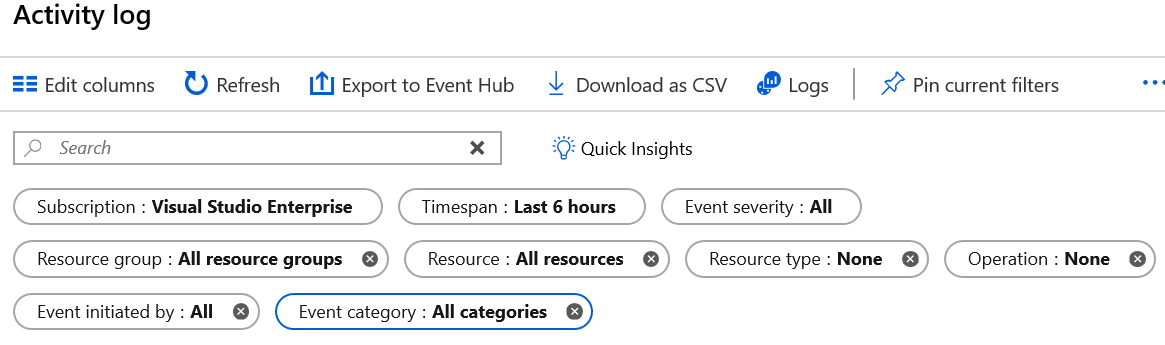 Activity log
Edit columns Refresh Export to Event Hub Download as CSV Logs Pin current filters
Search Quick Insights
Subscription : Visual Studio Enterprise Timespan : Last 6 hours Event severity : All
Resource group : All resource groups Resource : All resources Resource type : None Operation : None
Event initiated by : All Event category : All categories